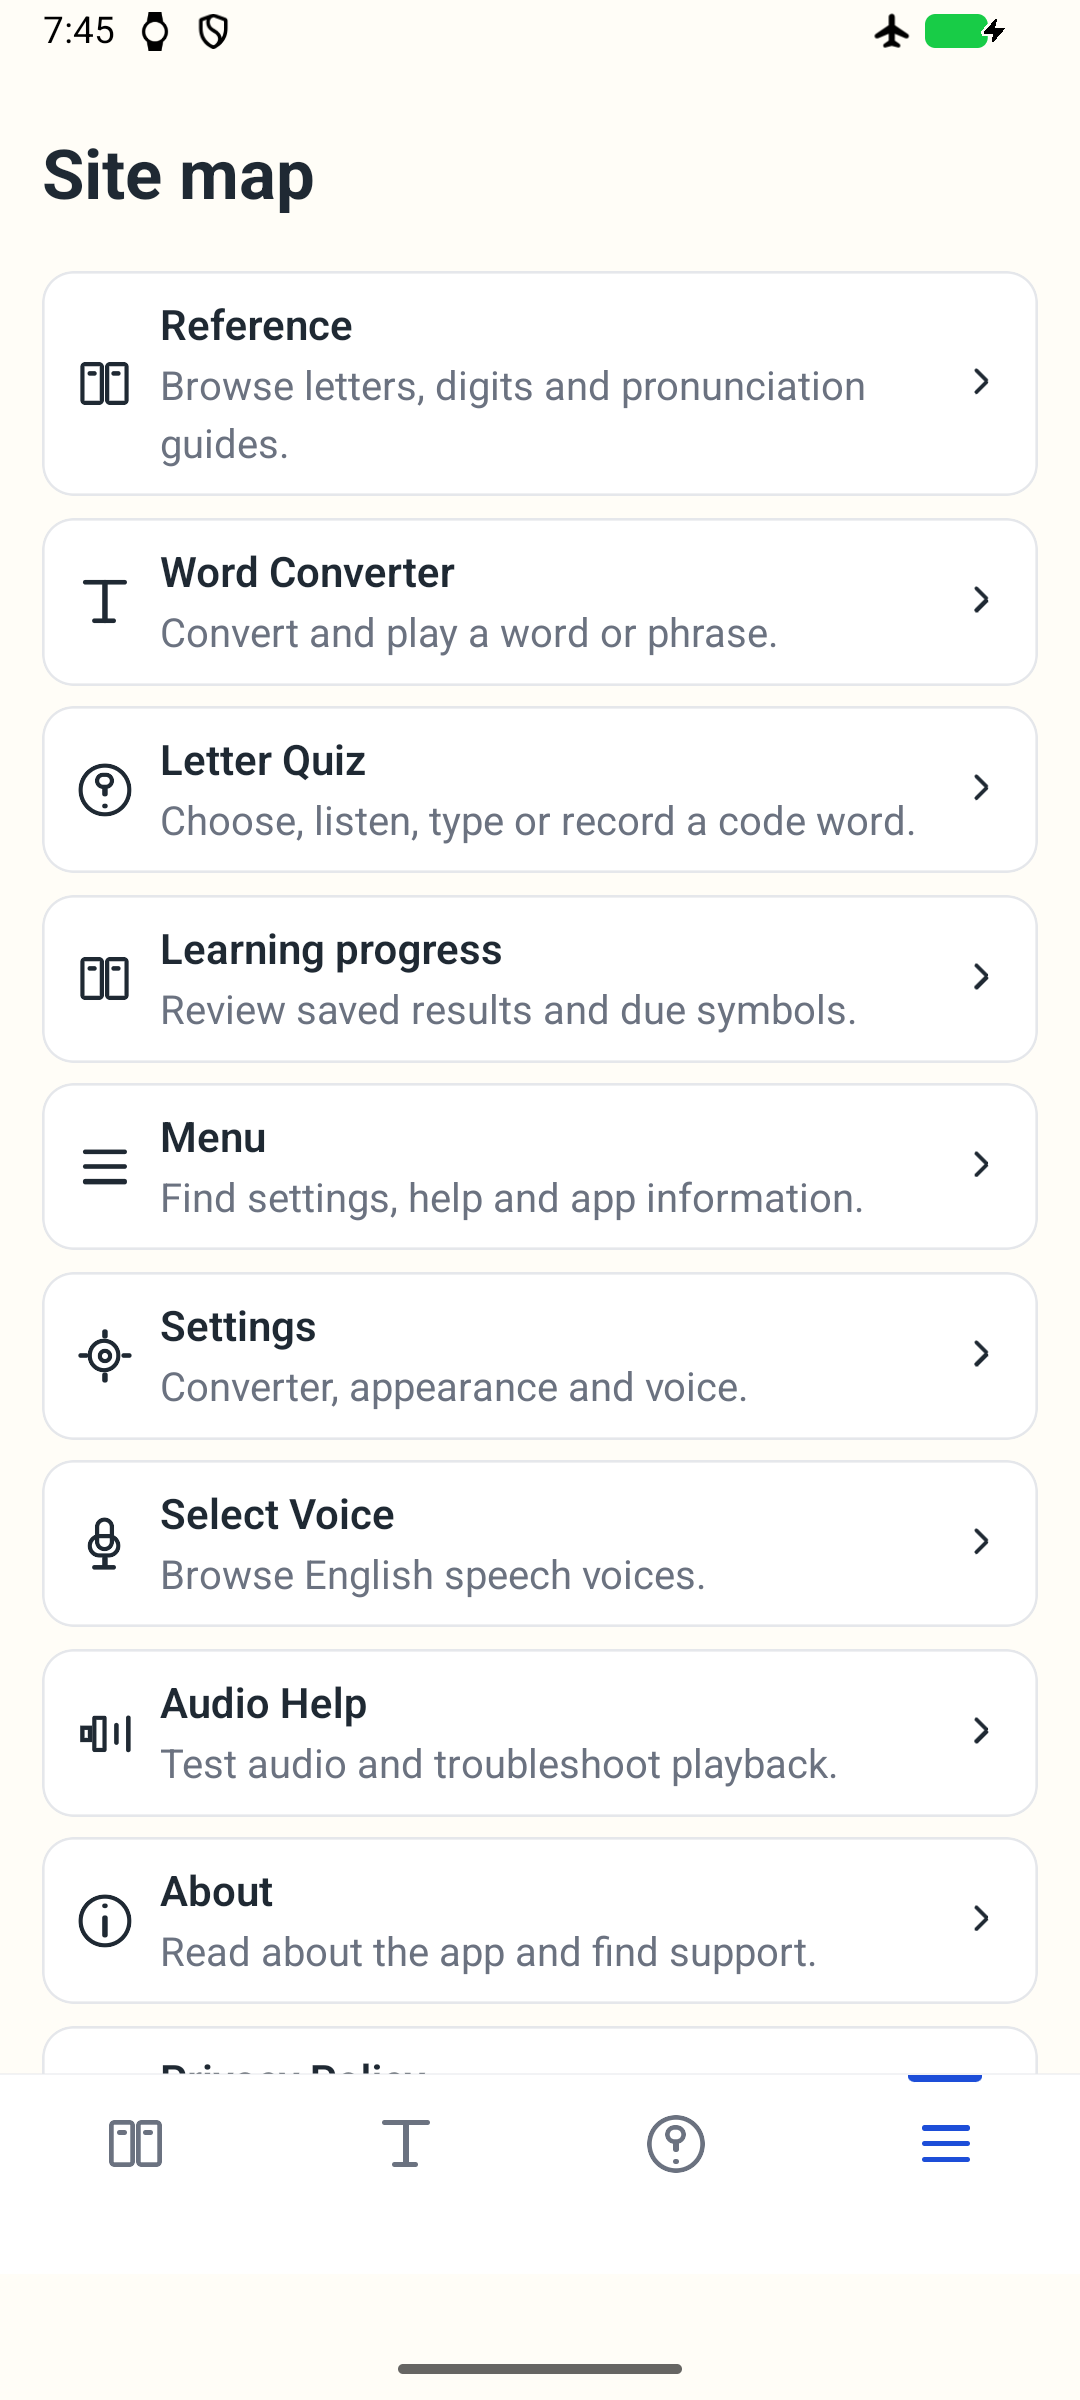 7:45
Site map
Reference
Browse letters, digits and pronunciation
guides.
Word Converter
Convert and play a word or phrase.
Letter Quiz
Choose, listen, type or record a code word.
Learning progress
Review saved results and due symbols.
Menu
Find settings, help and app information.
Settings
Converter, appearance and voice.
Select Voice
Browse English speech voices.
Audio Help
Test audio and troubleshoot playback.
About
Read about the app and find support.
Privacy Policy